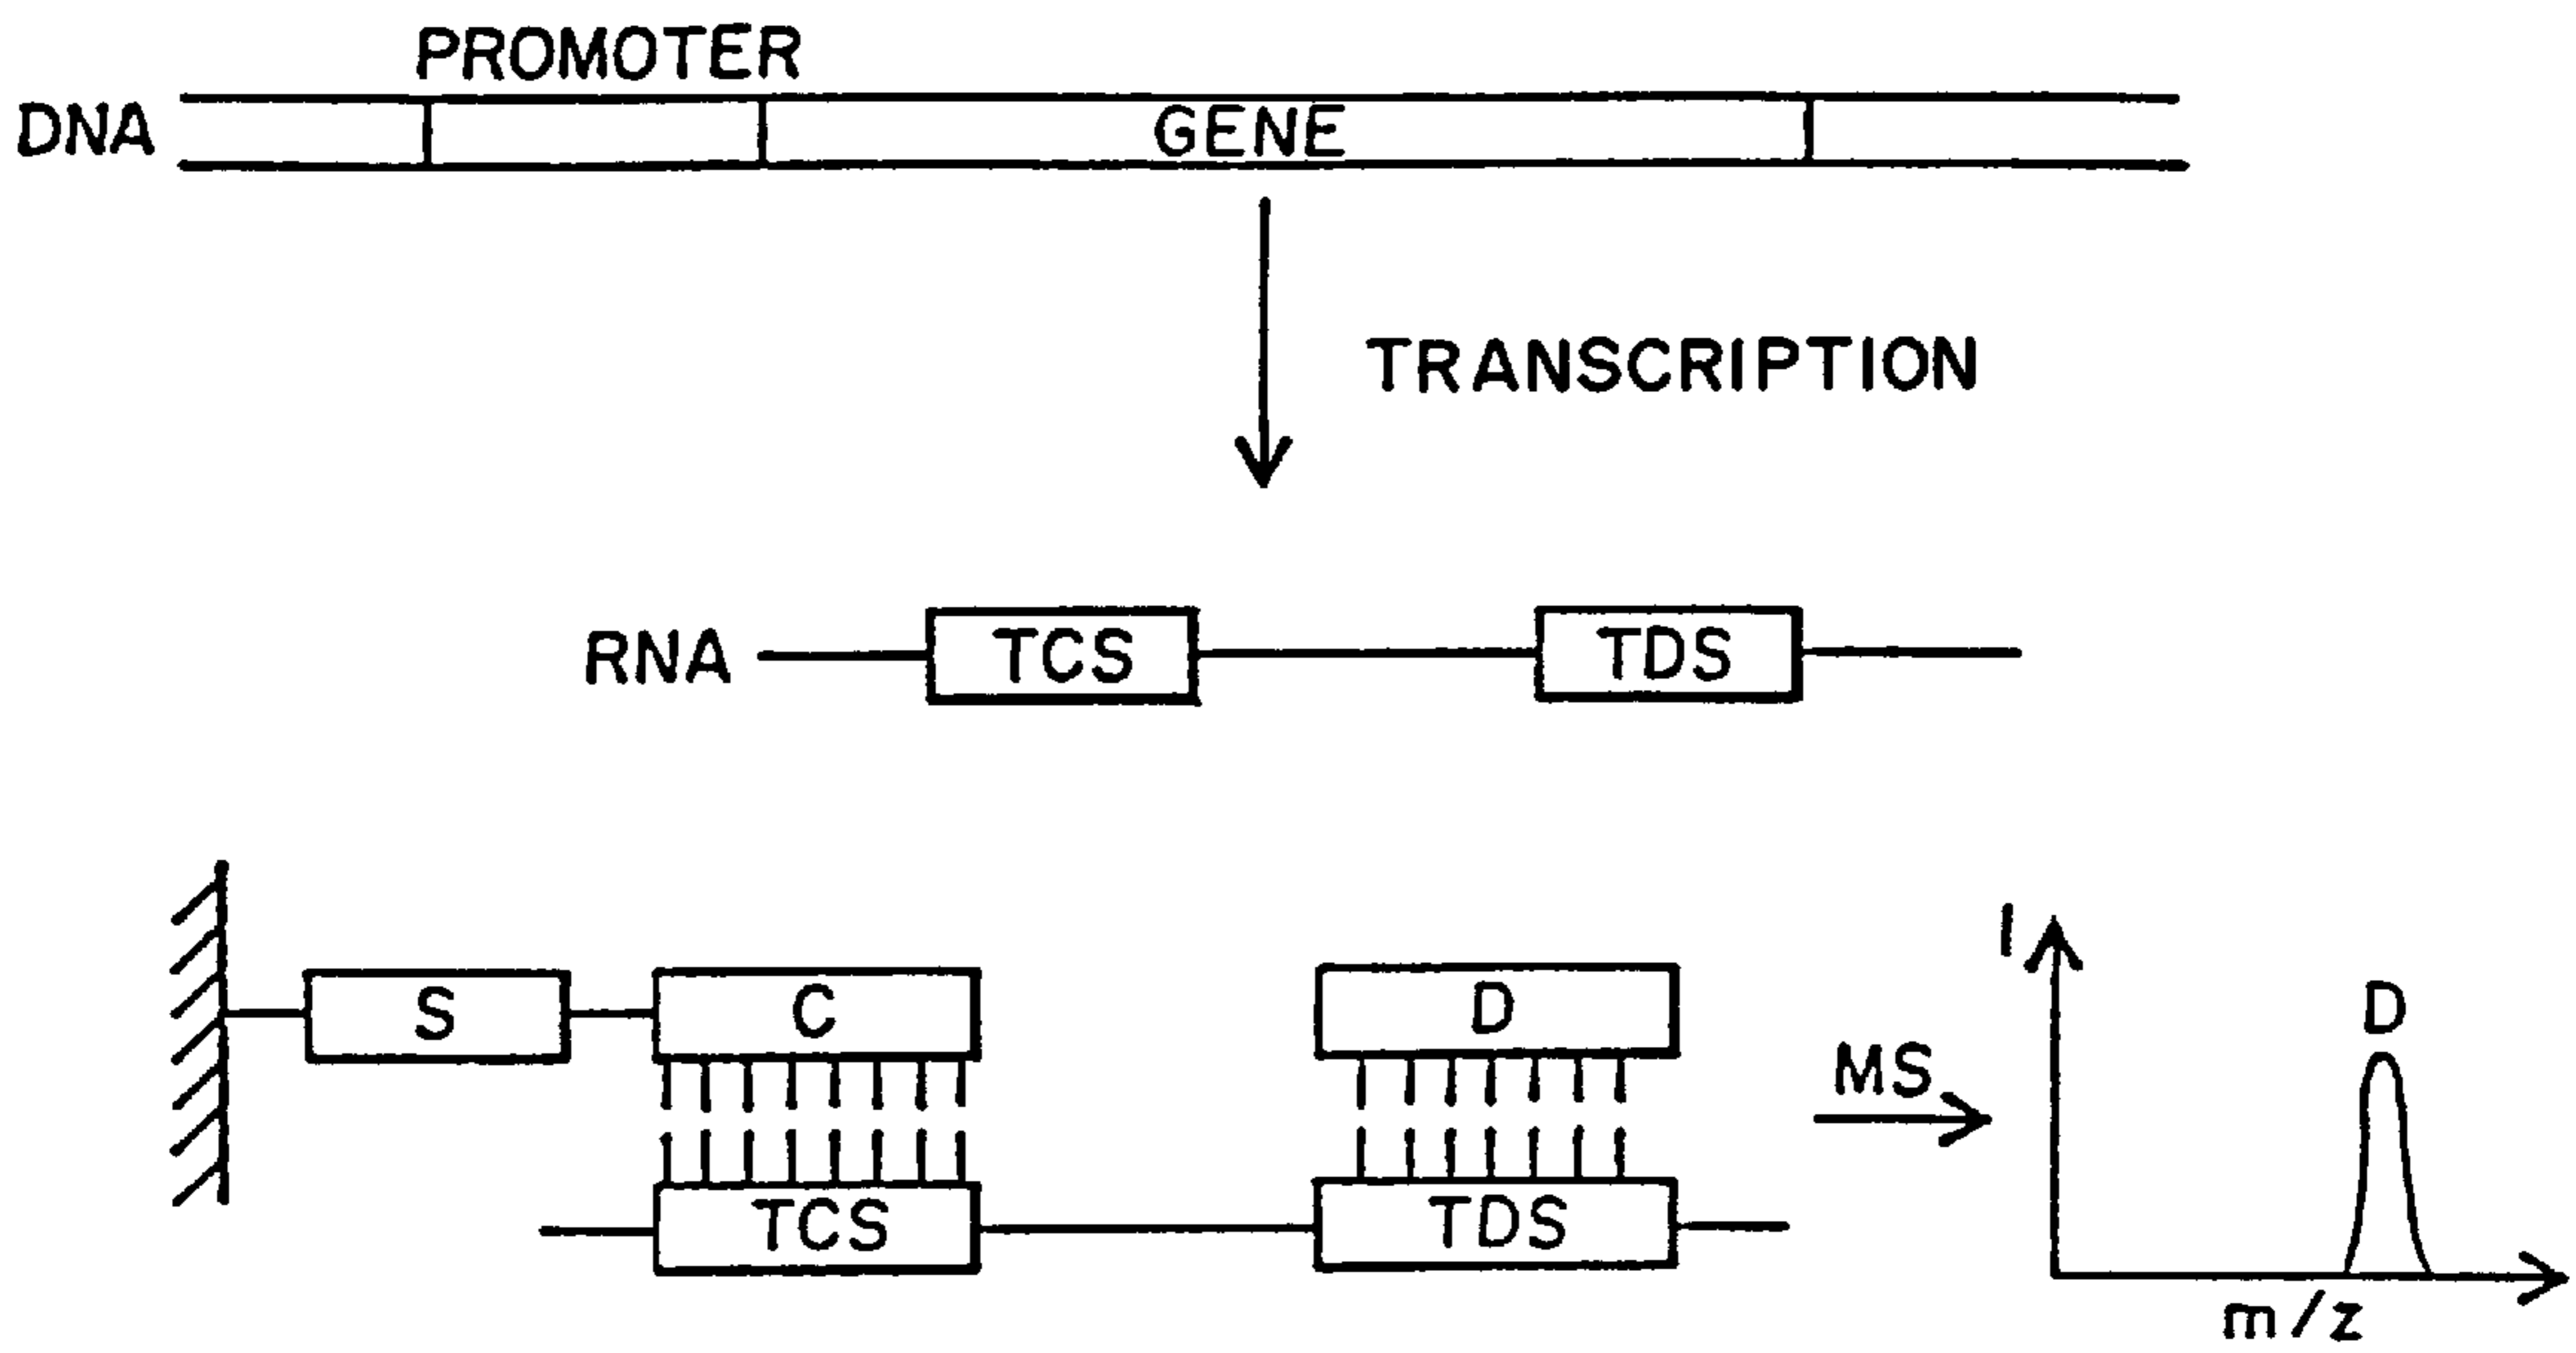 PROMOTER
DNA GENE
TRANSCRIPTION
RNA TCS TDS
S C D
TCS TDS
MS
I
D
m/z